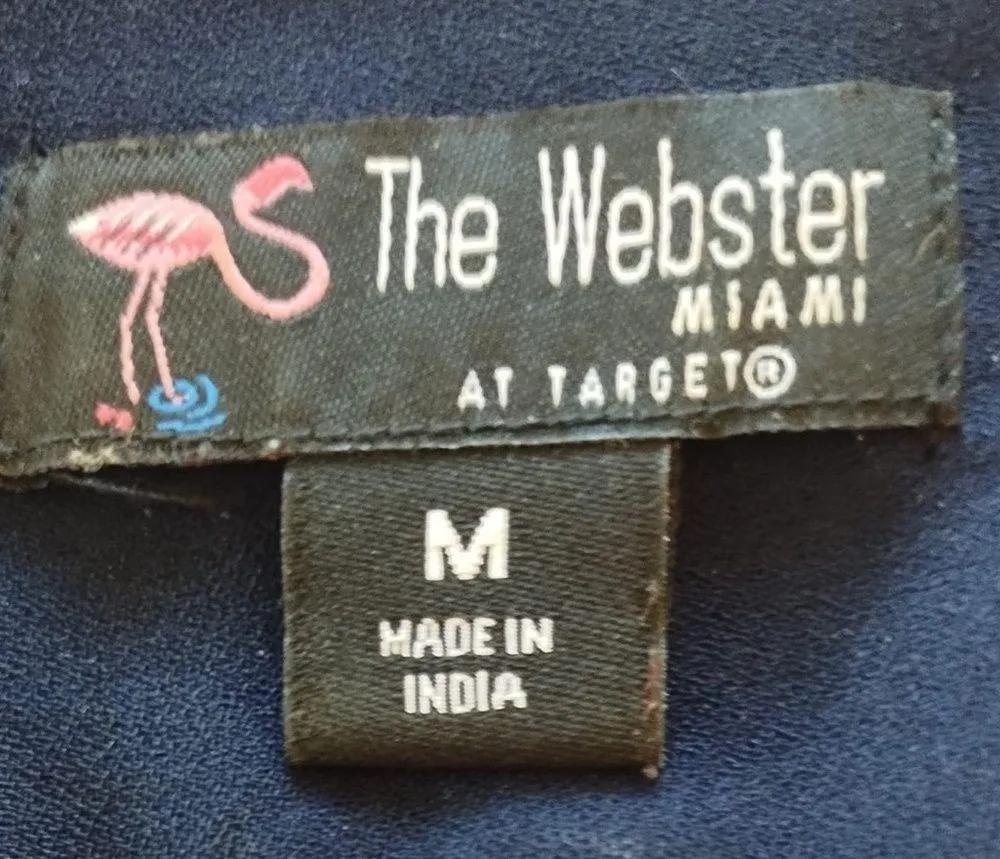 The Webster
MIAMI
AT TARGET®
M
MADE IN
INDIA